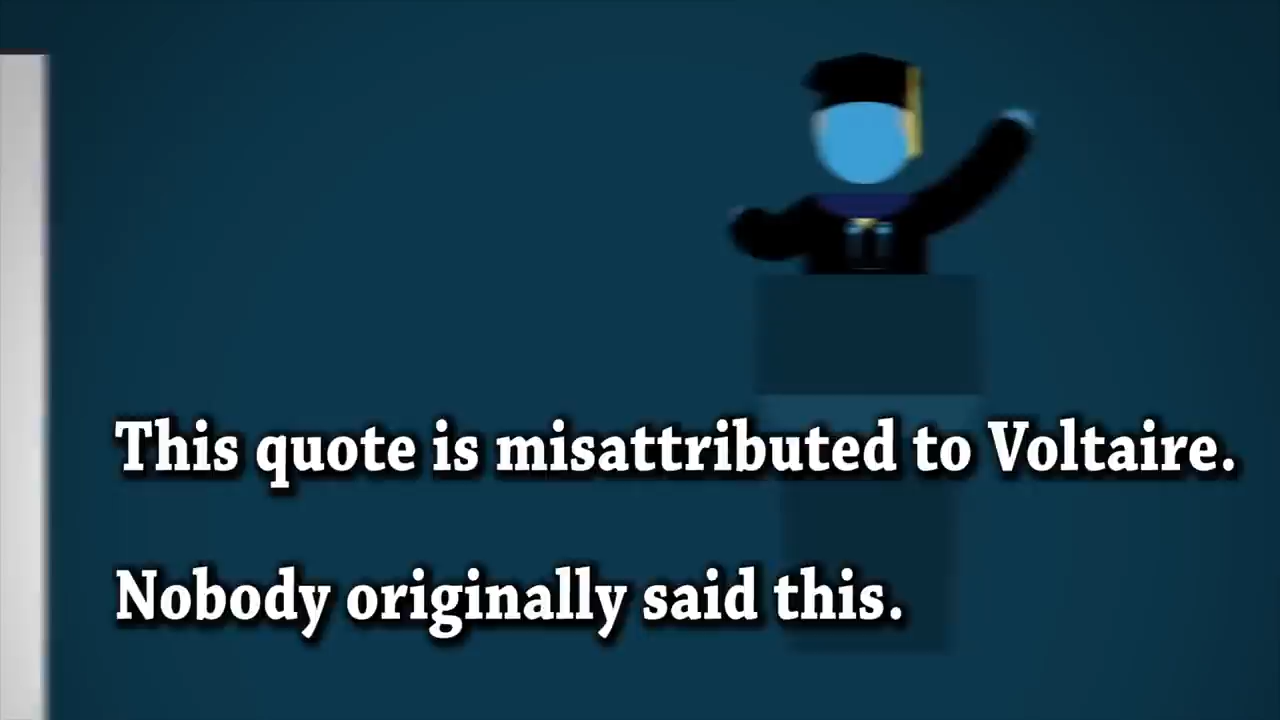 This quote is misattributed to Voltaire.
Nobody originally said this.